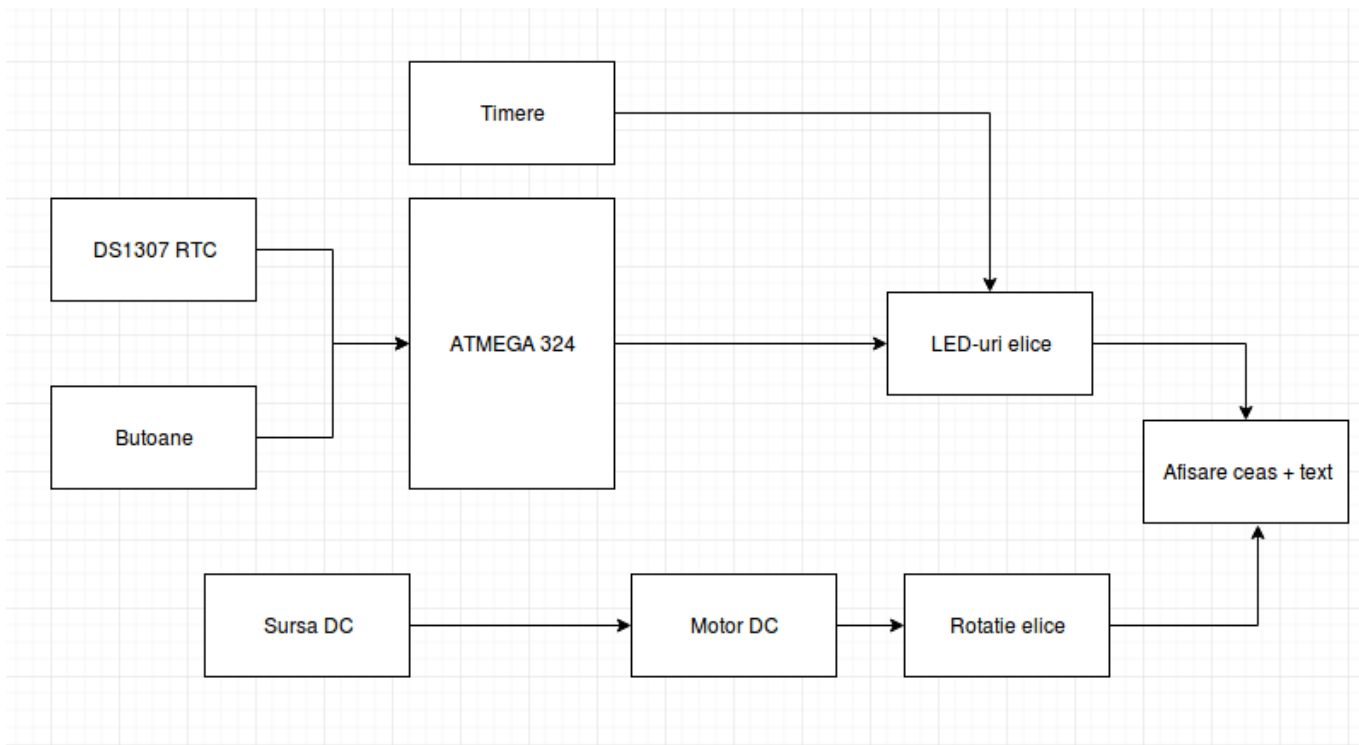 Timere
DS1307 RTC
ATMEGA 324
LED-uri elice
Butoane
Afisare ceas + text
Sursa DC
Motor DC
Rotatie elice